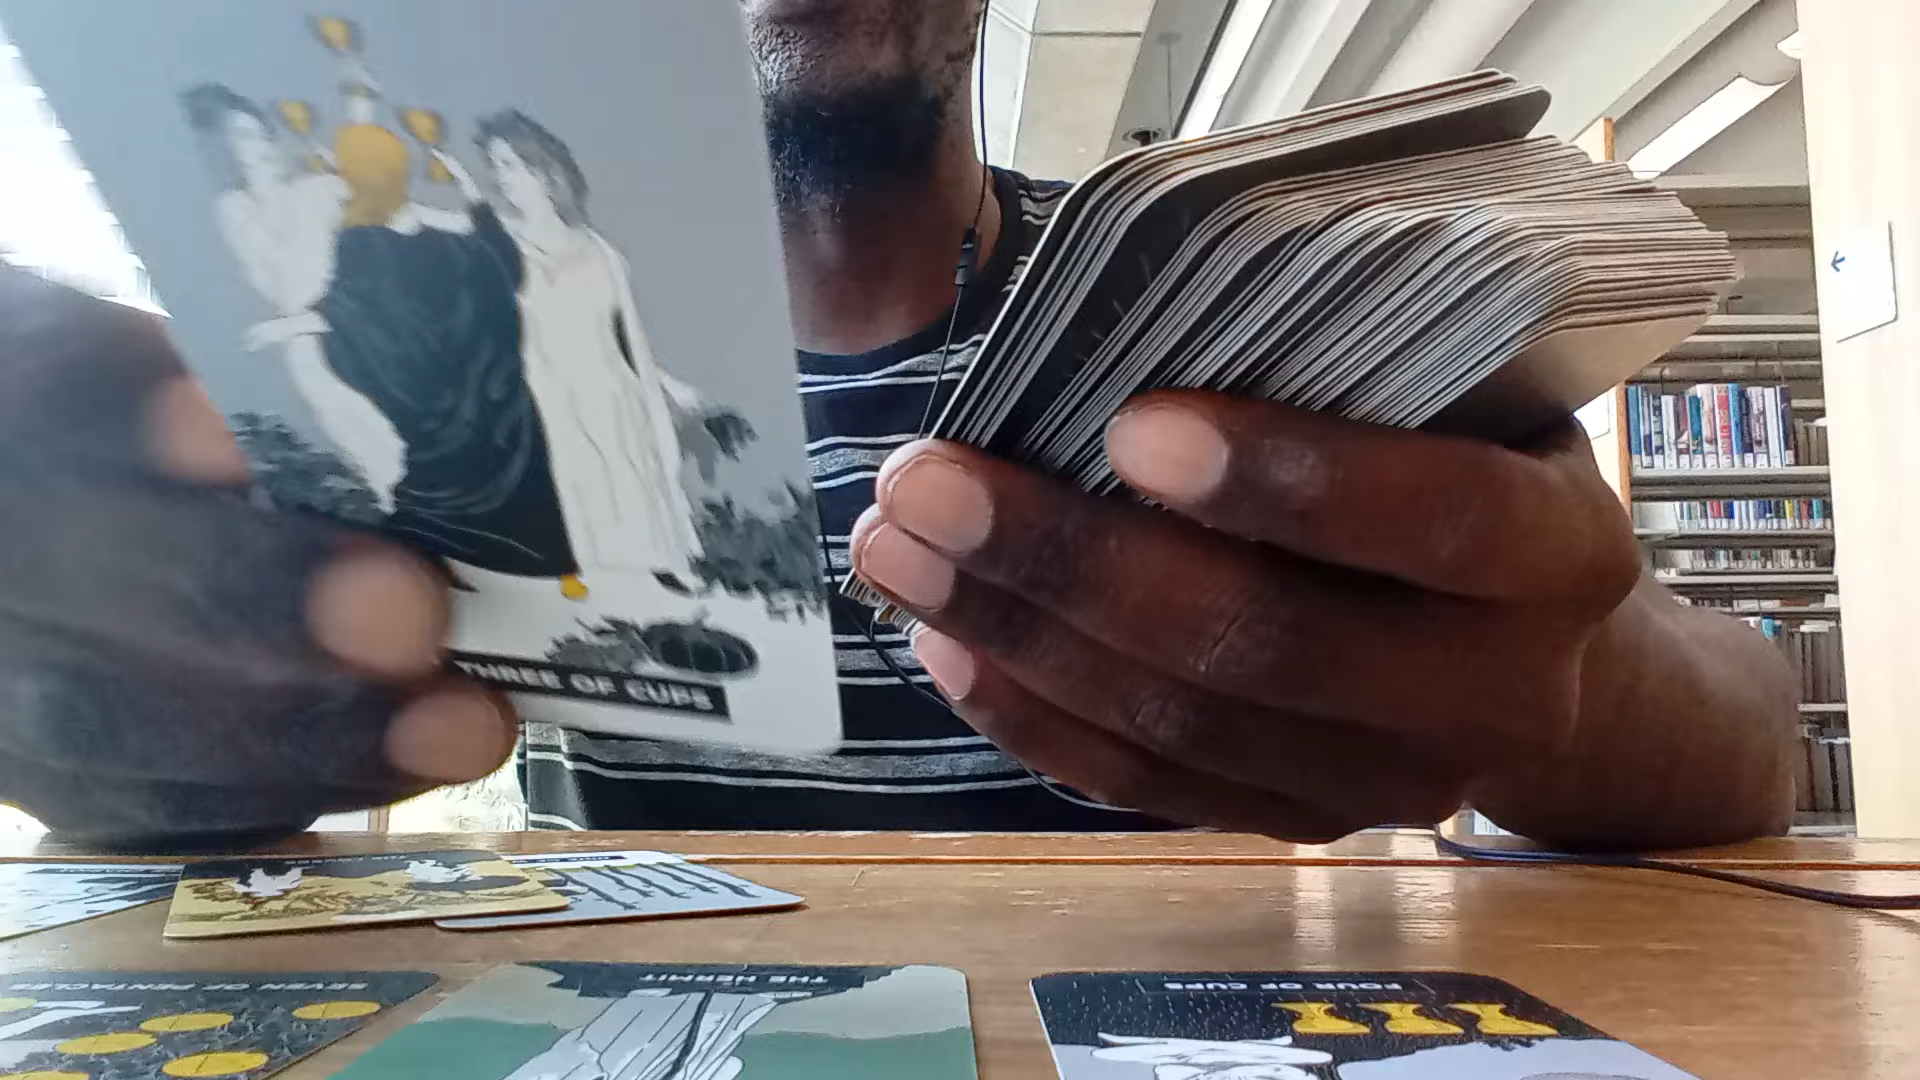 THREE OF CUPS
SEVEN OF PENTACLES
THE HERMIT
FOUR OF CUPS